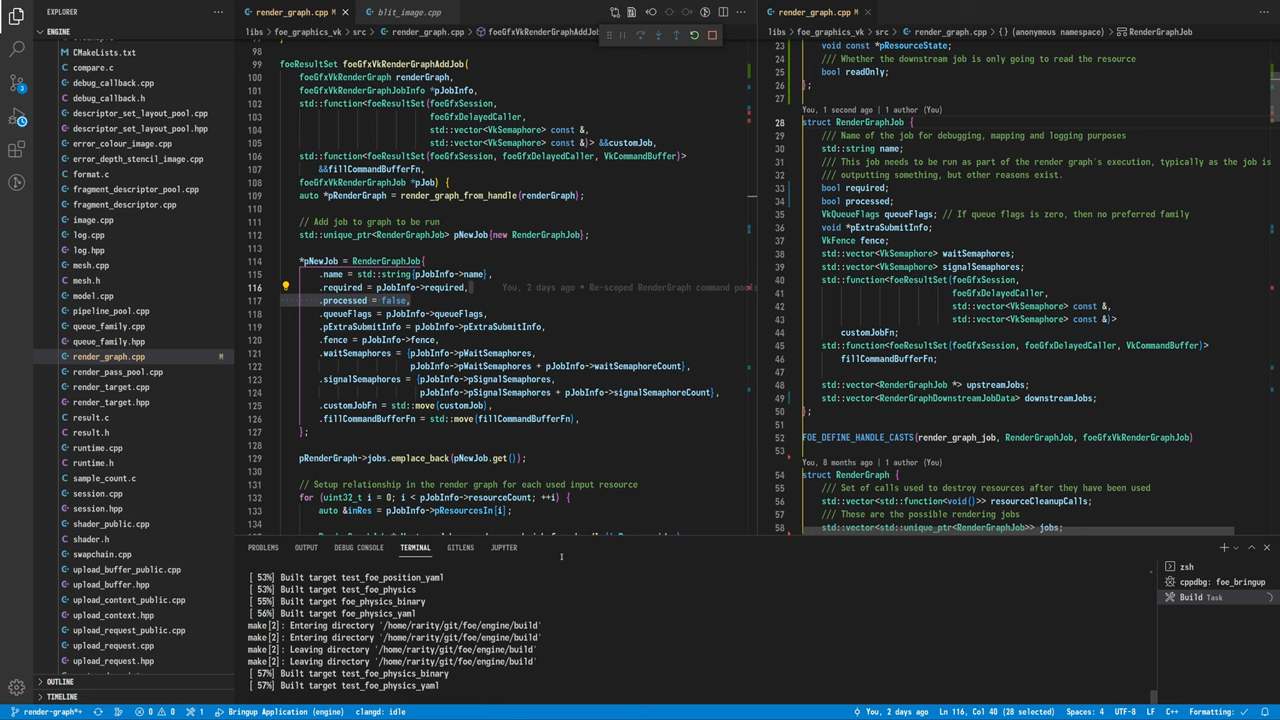 EXPLORER
ENGINE
CMakeLists.txt
compare.c
debug_callback.cpp
debug_callback.h
descriptor_set_layout_pool.cpp
descriptor_set_layout_pool.hpp
error_colour_image.cpp
error_depth_stencil_image.cpp
format.c
fragment_descriptor_pool.cpp
fragment_descriptor.cpp
image.cpp
log.cpp
log.hpp
mesh.cpp
mesh.h
model.cpp
pipeline_pool.cpp
queue_family.cpp
queue_family.hpp
render_graph.cpp M
render_pass_pool.cpp
render_target.cpp
render_target.hpp
result.c
result.h
runtime.cpp
runtime.h
sample_count.c
session.cpp
session.hpp
shader_public.cpp
shader.h
swapchain.cpp
upload_buffer_public.cpp
upload_buffer.hpp
upload_context_public.cpp
upload_context.hpp
upload_request_public.cpp
upload_request.cpp
upload_request.hpp
OUTLINE
TIMELINE
render_graph.cpp M
blit_image.cpp
libs > foe_graphics_vk > src > render_graph.cpp > foeGfxVkRenderGraphAddJob
98 }
99 foeResultSet foeGfxVkRenderGraphAddJob(
100 foeGfxVkRenderGraph renderGraph,
101 foeGfxVkRenderGraphJobInfo *pJobInfo,
102 std::function<foeResultSet(foeGfxSession,
103 foeGfxDelayedCaller,
104 std::vector<VkSemaphore> const &,
105 std::vector<VkSemaphore> const &)> &&customJob,
106 std::function<foeResultSet(foeGfxSession, foeGfxDelayedCaller, VkCommandBuffer)>
107 &&fillCommandBufferFn,
108 foeGfxVkRenderGraphJob *pJob) {
109 auto *pRenderGraph = render_graph_from_handle(renderGraph);
110
111 // Add job to graph to be run
112 std::unique_ptr<RenderGraphJob> pNewJob{new RenderGraphJob};
113
114 *pNewJob = RenderGraphJob{
115 .name = std::string{pJobInfo->name},
116 .required = pJobInfo->required, You, 2 days ago • Re-scoped RenderGraph command pools
117 .processed = false,
118 .queueFlags = pJobInfo->queueFlags,
119 .pExtraSubmitInfo = pJobInfo->pExtraSubmitInfo,
120 .fence = pJobInfo->fence,
121 .waitSemaphores = {pJobInfo->pWaitSemaphores,
122 pJobInfo->pWaitSemaphores + pJobInfo->waitSemaphoreCount},
123 .signalSemaphores = {pJobInfo->pSignalSemaphores,
124 pJobInfo->pSignalSemaphores + pJobInfo->signalSemaphoreCount},
125 .customJobFn = std::move(customJob),
126 .fillCommandBufferFn = std::move(fillCommandBufferFn),
127 };
128
129 pRenderGraph->jobs.emplace_back(pNewJob.get());
130
131 // Setup relationship in the render graph for each used input resource
132 for (uint32_t i = 0; i < pJobInfo->resourceCount; ++i) {
133 auto &inRes = pJobInfo->pResourcesIn[i];
134
render_graph.cpp M
libs > foe_graphics_vk > src > render_graph.cpp > {} (anonymous namespace) > RenderGraphJob
23 void const *pResourceState;
24 /// Whether the downstream job is only going to read the resource
25 bool readOnly;
26 };
27
You, 1 second ago | 1 author (You)
28 struct RenderGraphJob {
29 /// Name of the job for debugging, mapping and logging purposes
30 std::string name;
31 /// This job needs to be run as part of the render graph's execution, typically as the job is
32 /// outputting something, but other reasons exist.
33 bool required;
34 bool processed;
35 VkQueueFlags queueFlags; // If queue flags is zero, then no preferred family
36 void *pExtraSubmitInfo;
37 VkFence fence;
38 std::vector<VkSemaphore> waitSemaphores;
39 std::vector<VkSemaphore> signalSemaphores;
40 std::function<foeResultSet(foeGfxSession,
41 foeGfxDelayedCaller,
42 std::vector<VkSemaphore> const &,
43 std::vector<VkSemaphore> const &)>
44 customJobFn;
45 std::function<foeResultSet(foeGfxSession, foeGfxDelayedCaller, VkCommandBuffer)>
46 fillCommandBufferFn;
47
48 std::vector<RenderGraphJob *> upstreamJobs;
49 std::vector<RenderGraphDownstreamJobData> downstreamJobs;
50 };
51
52 FOE_DEFINE_HANDLE_CASTS(render_graph_job, RenderGraphJob, foeGfxVkRenderGraphJob)
53
You, 8 months ago | 1 author (You)
54 struct RenderGraph {
55 /// Set of calls used to destroy resources after they have been used
56 std::vector<std::function<void()>> resourceCleanupCalls;
57 /// These are the possible rendering jobs
58 std::vector<std::unique_ptr<RenderGraphJob>> jobs;
PROBLEMS OUTPUT DEBUG CONSOLE TERMINAL GITLENS JUPYTER
[ 53%] Built target test_foe_position_yaml
[ 53%] Built target test_foe_physics
[ 55%] Built target foe_physics_binary
[ 56%] Built target foe_physics_yaml
make[2]: Entering directory '/home/rarity/git/foe/engine/build'
make[2]: Entering directory '/home/rarity/git/foe/engine/build'
make[2]: Leaving directory '/home/rarity/git/foe/engine/build'
make[2]: Leaving directory '/home/rarity/git/foe/engine/build'
[ 57%] Built target test_foe_physics_binary
[ 57%] Built target test_foe_physics_yaml
zsh
cppdbg: foe_bringup
Build Task
render-graph*+ 0 0 1 Bringup Application (engine) clangd: idle You, 2 days ago Ln 116, Col 40 (28 selected) Spaces: 4 UTF-8 LF C++ Formatting: ✓